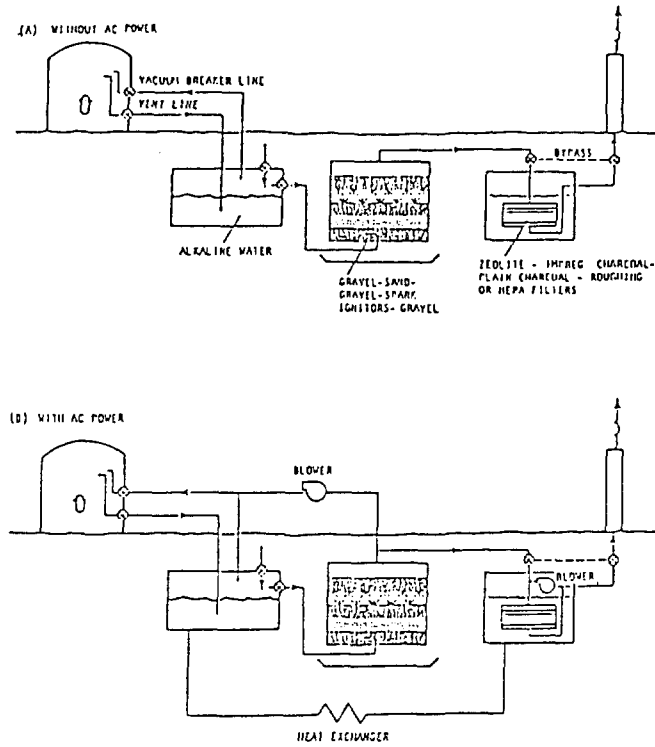 (A) WITHOUT AC POWER
VACUUM BREAKER LINE
VENT LINE
BYPASS
ALKALINE WATER
GRAVEL-SAND-
GRAVEL-SPARK
IGNITORS-GRAVEL
ZEOLITE - IMPREG CHARCOAL-
PLAIN CHARCOAL - ROUGHING
OR HEPA FILTERS
(B) WITH AC POWER
BLOWER
BLOWER
HEAT EXCHANGER